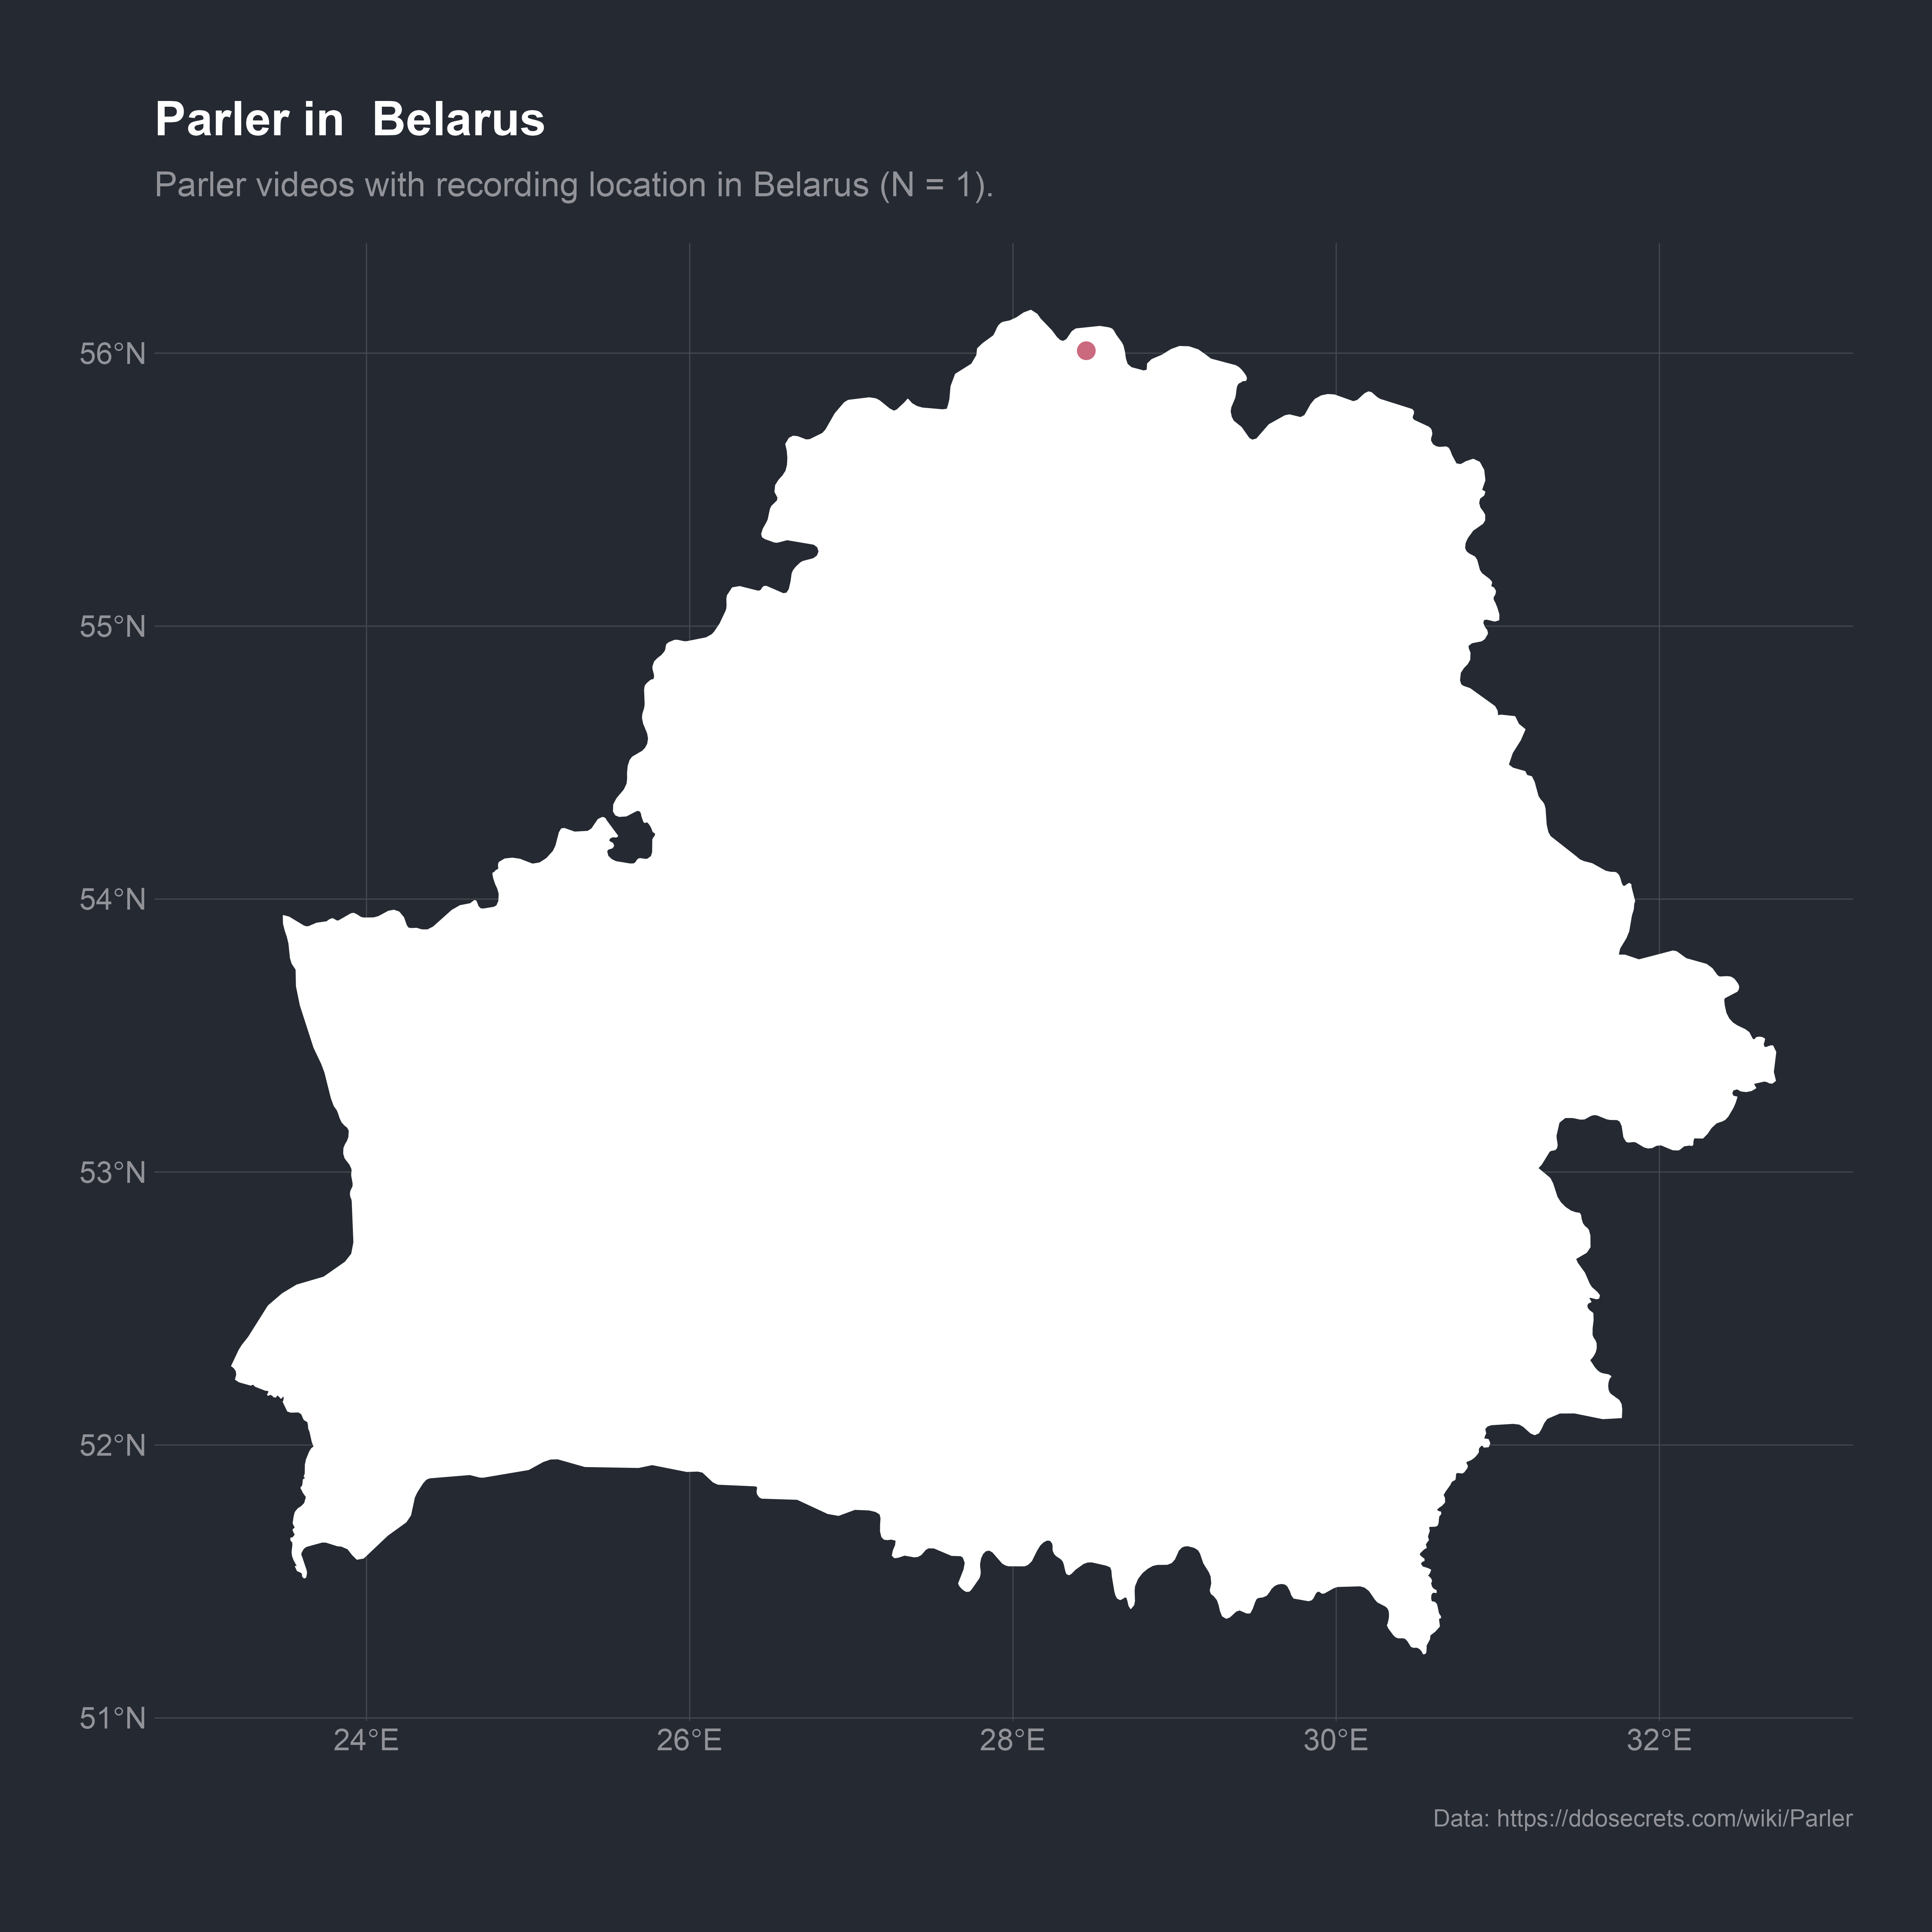 Parler in  Belarus
Parler videos with recording location in Belarus (N = 1).
56°N
55°N
54°N
53°N
52°N
51°N
24°E
26°E
28°E
30°E
32°E
Data: https://ddosecrets.com/wiki/Parler